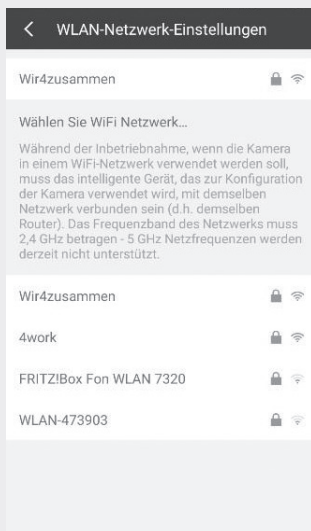 WLAN-Netzwerk-Einstellungen
Wir4zusammen
Wählen Sie WiFi Netzwerk...
Während der Inbetriebnahme, wenn die Kamera
in einem WiFi-Netzwerk verwendet werden soll,
muss das intelligente Gerät, das zur Konfiguration
der Kamera verwendet wird, mit demselben
Netzwerk verbunden sein (d.h. demselben
Router). Das Frequenzband des Netzwerks muss
2,4 GHz betragen - 5 GHz Netzfrequenzen werden
derzeit nicht unterstützt.
Wir4zusammen
4work
FRITZ!Box Fon WLAN 7320
WLAN-473903